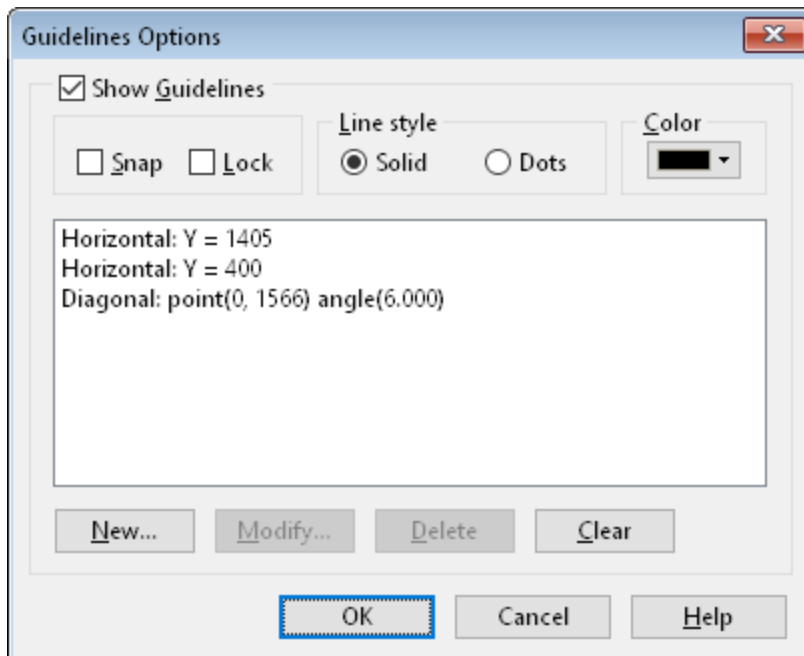 Guidelines Options
Show Guidelines
Line style
Color
Snap
Lock
Solid
Dots
Horizontal: Y = 1405
Horizontal: Y = 400
Diagonal: point(0, 1566) angle(6.000)
New...
Modify...
Delete
Clear
OK
Cancel
Help